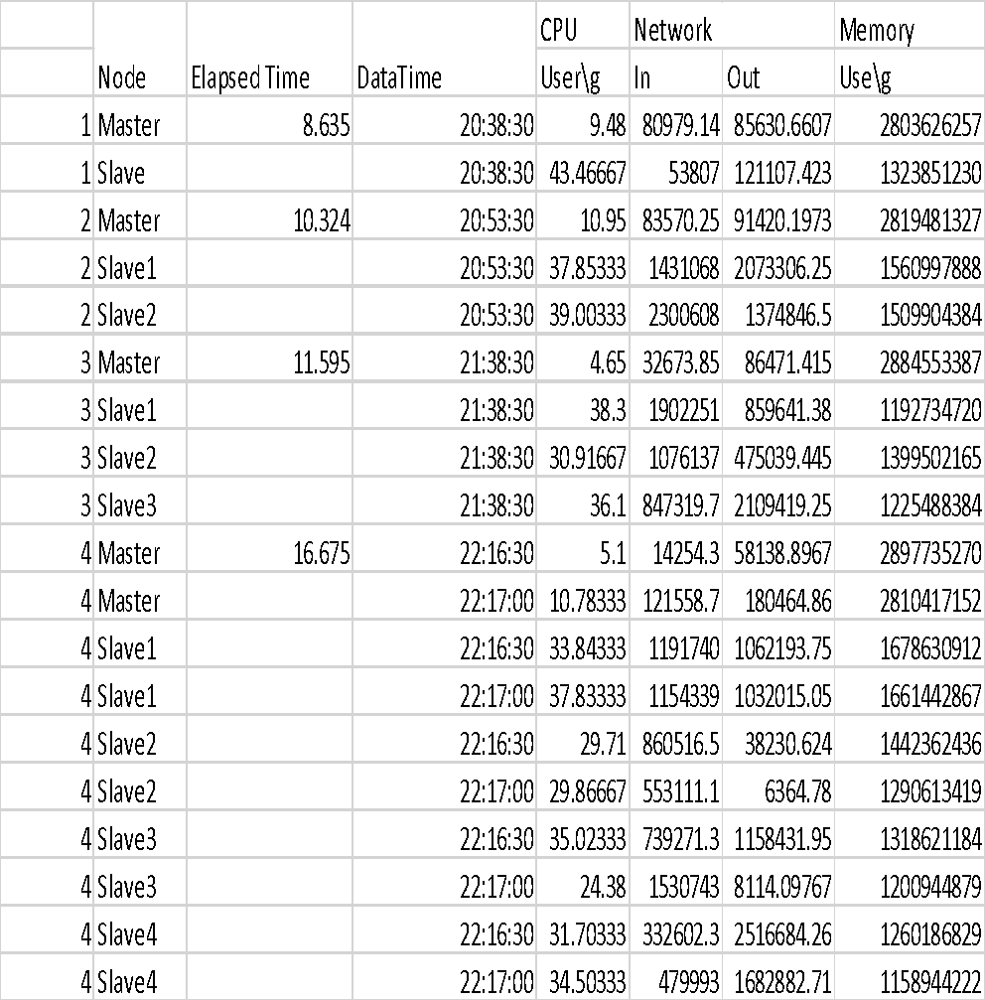 CPU Network Memory
Node Elapsed Time DataTime User\g In Out Use\g
1 Master 8.635 20:38:30 9.48 80979.14 85630.6607 2803626257
1 Slave 20:38:30 43.46667 53807 121107.423 1323851230
2 Master 10.324 20:53:30 10.95 83570.25 91420.1973 2819481327
2 Slave1 20:53:30 37.85333 1431068 2073306.25 1560997888
2 Slave2 20:53:30 39.00333 2300608 1374846.5 1509904384
3 Master 11.595 21:38:30 4.65 32673.85 86471.415 2884553387
3 Slave1 21:38:30 38.3 1902251 859641.38 1192734720
3 Slave2 21:38:30 30.91667 1076137 475039.445 1399502165
3 Slave3 21:38:30 36.1 847319.7 2109419.25 1225488384
4 Master 16.675 22:16:30 5.1 14254.3 58138.8967 2897735270
4 Master 22:17:00 10.78333 121558.7 180464.86 2810417152
4 Slave1 22:16:30 33.84333 1191740 1062193.75 1678630912
4 Slave1 22:17:00 37.83333 1154339 1032015.05 1661442867
4 Slave2 22:16:30 29.71 860516.5 38230.624 1442362436
4 Slave2 22:17:00 29.86667 553111.1 6364.78 1290613419
4 Slave3 22:16:30 35.02333 739271.3 1158431.95 1318621184
4 Slave3 22:17:00 24.38 1530743 8114.09767 1200944879
4 Slave4 22:16:30 31.70333 332602.3 2516684.26 1260186829
4 Slave4 22:17:00 34.50333 479993 1682882.71 1158944222